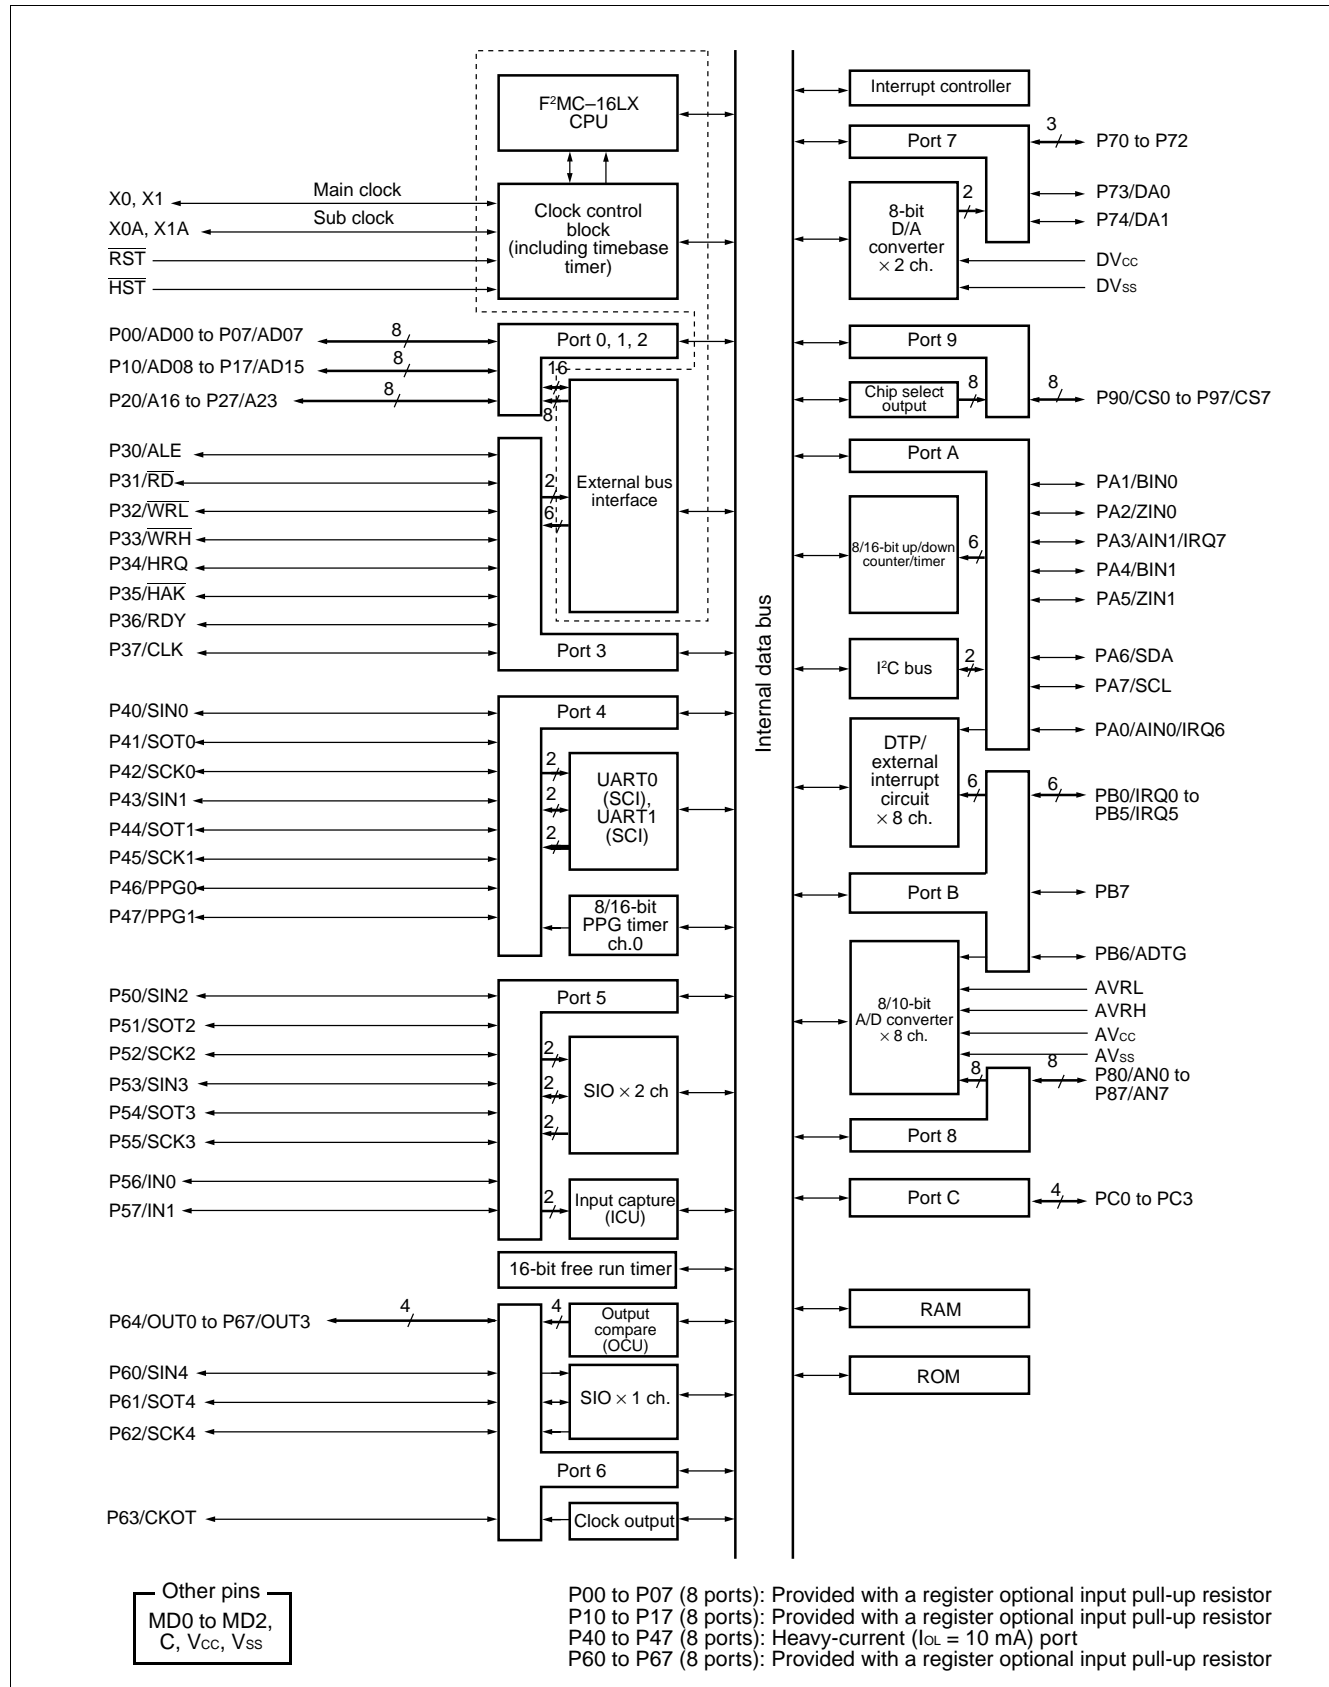 F²MC–16LX
CPU
X0, X1
Main clock
X0A, X1A
Sub clock
RST
HST
Clock control
block
(including timebase
timer)
P00/AD00 to P07/AD07
8
P10/AD08 to P17/AD15
8
P20/A16 to P27/A23
8
Port 0, 1, 2
16
8
P30/ALE
P31/RD
P32/WRL
P33/WRH
P34/HRQ
P35/HAK
P36/RDY
P37/CLK
2
6
External bus
interface
Port 3
P40/SIN0
P41/SOT0
P42/SCK0
P43/SIN1
P44/SOT1
P45/SCK1
P46/PPG0
P47/PPG1
Port 4
2
2
2
UART0
(SCI),
UART1
(SCI)
8/16-bit
PPG timer
ch.0
P50/SIN2
P51/SOT2
P52/SCK2
P53/SIN3
P54/SOT3
P55/SCK3
P56/IN0
P57/IN1
Port 5
2
2
2
SIO × 2 ch
2
Input capture
(ICU)
16-bit free run timer
P64/OUT0 to P67/OUT3
4
4
Output
compare
(OCU)
P60/SIN4
P61/SOT4
P62/SCK4
SIO × 1 ch.
Port 6
P63/CKOT
Clock output
Internal data bus
Interrupt controller
Port 7
3
P70 to P72
8-bit
D/A
converter
× 2 ch.
2
P73/DA0
P74/DA1
DVCC
DVSS
Port 9
Chip select
output
8
8
P90/CS0 to P97/CS7
Port A
8/16-bit up/down
counter/timer
6
PA1/BIN0
PA2/ZIN0
PA3/AIN1/IRQ7
PA4/BIN1
PA5/ZIN1
I²C bus
2
PA6/SDA
PA7/SCL
PA0/AIN0/IRQ6
DTP/
external
interrupt
circuit
× 8 ch.
6
6
PB0/IRQ0 to
PB5/IRQ5
Port B
PB7
PB6/ADTG
8/10-bit
A/D converter
× 8 ch.
AVRL
AVRH
AVCC
AVSS
8
8
P80/AN0 to
P87/AN7
Port 8
Port C
4
PC0 to PC3
RAM
ROM
Other pins
MD0 to MD2,
C, VCC, VSS
P00 to P07 (8 ports): Provided with a register optional input pull-up resistor
P10 to P17 (8 ports): Provided with a register optional input pull-up resistor
P40 to P47 (8 ports): Heavy-current (IOL = 10 mA) port
P60 to P67 (8 ports): Provided with a register optional input pull-up resistor